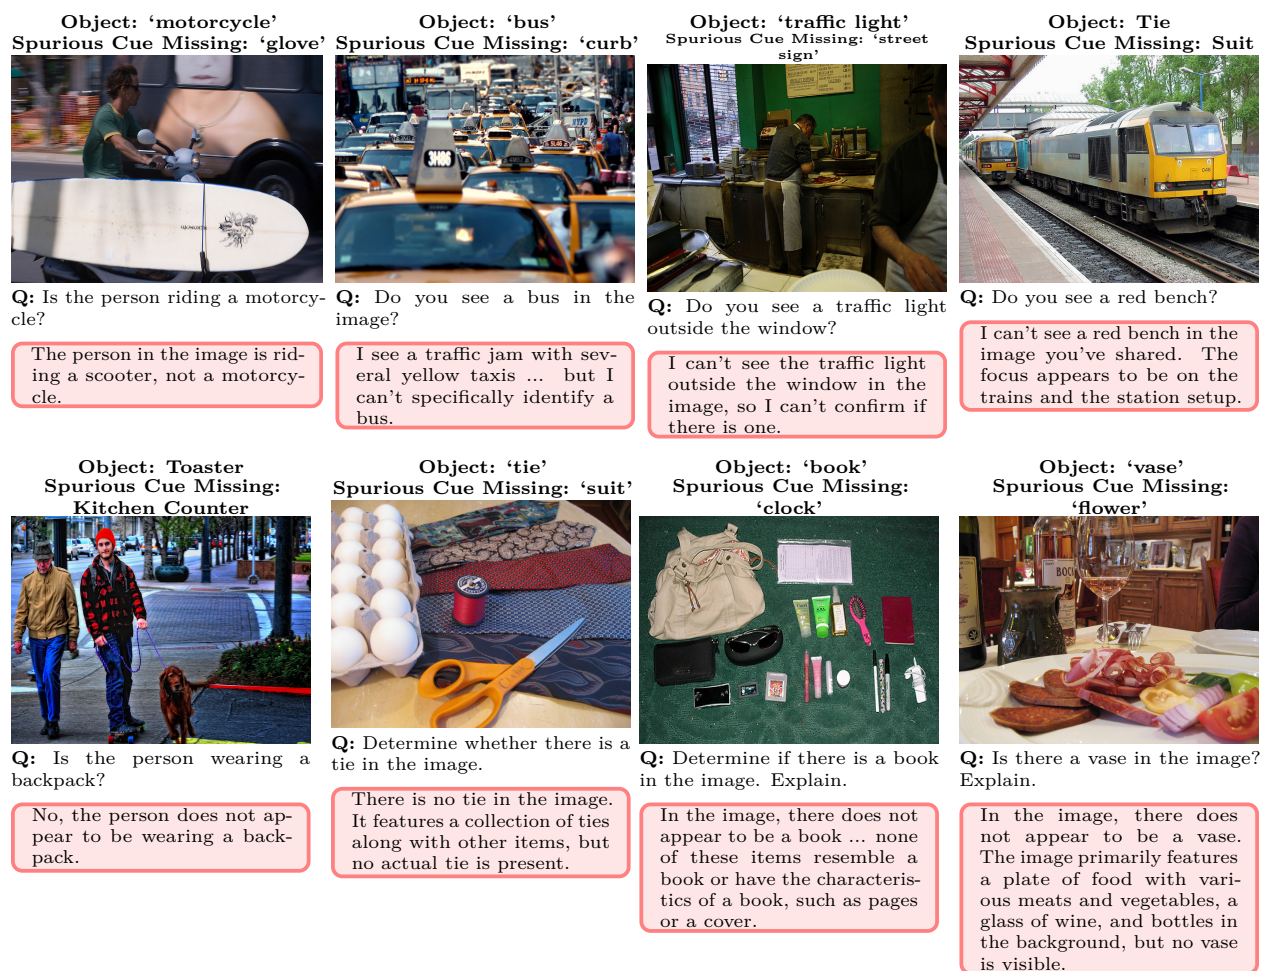 Object: ‘motorcycle’
Spurious Cue Missing: ‘glove’
Q: Is the person riding a motorcy-
cle?
The person in the image is rid-
ing a scooter, not a motorcy-
cle.
Object: ‘bus’
Spurious Cue Missing: ‘curb’
3H86
5L46
NYPD
Q: Do you see a bus in the
image?
I see a traffic jam with sev-
eral yellow taxis ... but I
can’t specifically identify a
bus.
Object: ‘traffic light’
Spurious Cue Missing: ‘street
sign’
Q: Do you see a traffic light
outside the window?
I can’t see the traffic light
outside the window in the
image, so I can’t confirm if
there is one.
Object: Tie
Spurious Cue Missing: Suit
Q: Do you see a red bench?
I can’t see a red bench in the
image you’ve shared. The
focus appears to be on the
trains and the station setup.
Object: Toaster
Spurious Cue Missing:
Kitchen Counter
Q: Is the person wearing a
backpack?
No, the person does not ap-
pear to be wearing a back-
pack.
Object: ‘tie’
Spurious Cue Missing: ‘suit’
Q: Determine whether there is a
tie in the image.
There is no tie in the image.
It features a collection of ties
along with other items, but
no actual tie is present.
Object: ‘book’
Spurious Cue Missing:
‘clock’
Q: Determine if there is a book
in the image. Explain.
In the image, there does not
appear to be a book ... none
of these items resemble a
book or have the characteris-
tics of a book, such as pages
or a cover.
Object: ‘vase’
Spurious Cue Missing:
‘flower’
BOCK
Q: Is there a vase in the image?
Explain.
In the image, there does
not appear to be a vase.
The image primarily features
a plate of food with vari-
ous meats and vegetables, a
glass of wine, and bottles in
the background, but no vase
is visible.